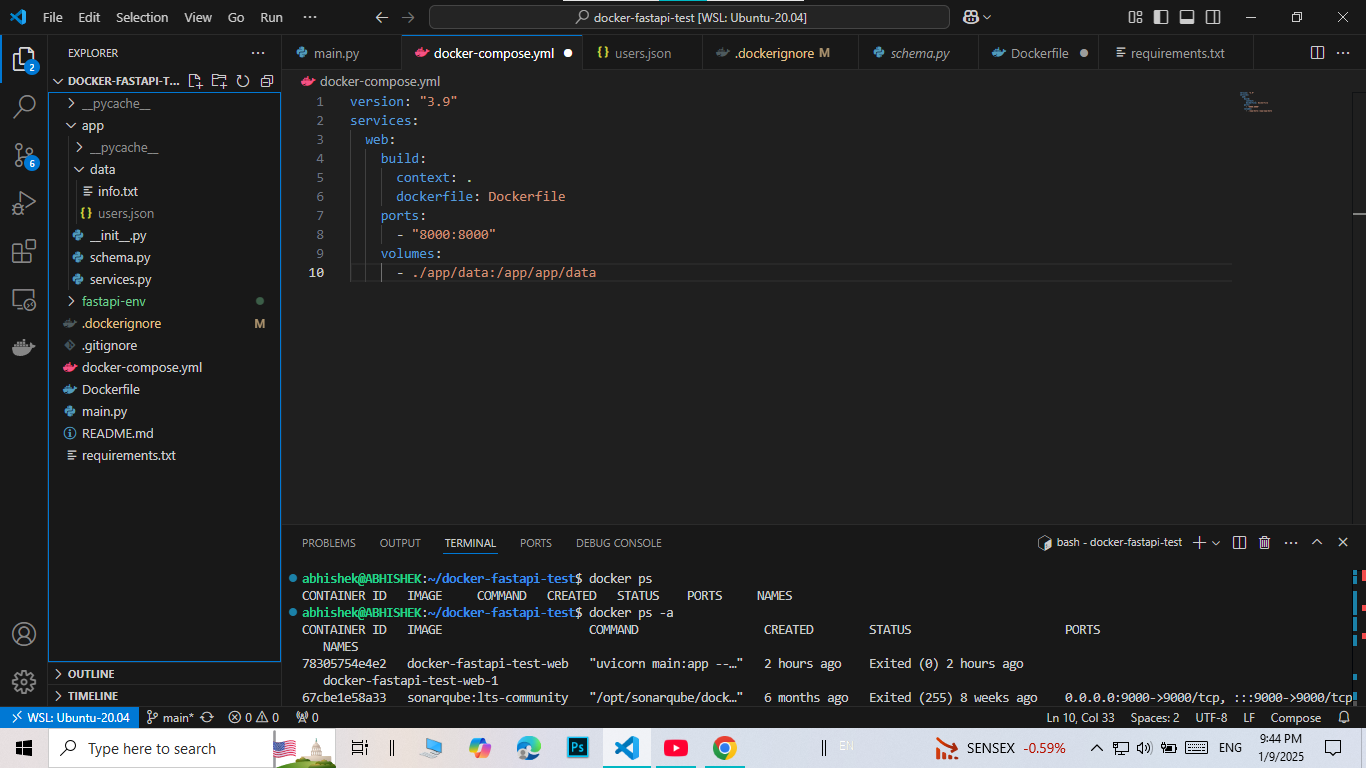 File Edit Selection View Go Run ··· docker-fastapi-test [WSL: Ubuntu-20.04]
EXPLORER
DOCKER-FASTAPI-T...
__pycache__
app
__pycache__
data
info.txt
users.json
__init__.py
schema.py
services.py
fastapi-env
.dockerignore M
.gitignore
docker-compose.yml
Dockerfile
main.py
README.md
requirements.txt
OUTLINE
TIMELINE
2
6
main.py docker-compose.yml users.json .dockerignore M schema.py Dockerfile requirements.txt
docker-compose.yml
1 version: "3.9"
2 services:
3 web:
4 build:
5 context: .
6 dockerfile: Dockerfile
7 ports:
8 - "8000:8000"
9 volumes:
10 - ./app/data:/app/app/data
PROBLEMS OUTPUT TERMINAL PORTS DEBUG CONSOLE bash - docker-fastapi-test
abhishek@ABHISHEK:~/docker-fastapi-test$ docker ps
CONTAINER ID IMAGE COMMAND CREATED STATUS PORTS NAMES
abhishek@ABHISHEK:~/docker-fastapi-test$ docker ps -a
CONTAINER ID IMAGE COMMAND CREATED STATUS PORTS
NAMES
78305754e4e2 docker-fastapi-test-web "uvicorn main:app --…" 2 hours ago Exited (0) 2 hours ago
docker-fastapi-test-web-1
67cbe1e58a33 sonarqube:lts-community "/opt/sonarqube/dock…" 6 months ago Exited (255) 8 weeks ago 0.0.0.0:9000->9000/tcp, :::9000->9000/tcp
WSL: Ubuntu-20.04 main* 0 0 0 Ln 10, Col 33 Spaces: 2 UTF-8 LF Compose
Type here to search Ps EN SENSEX -0.59% ENG 9:44 PM
1/9/2025